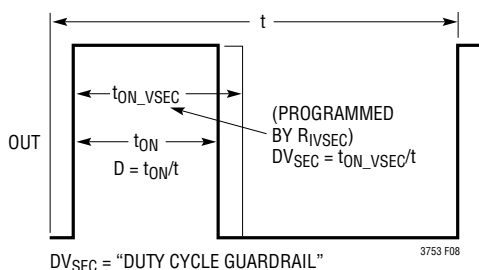 t
tON_VSEC
(PROGRAMMED
BY RIVSEC)
DVSEC = tON_VSEC/t
tON
D = tON/t
OUT
3753 F08
DVSEC = “DUTY CYCLE GUARDRAIL”